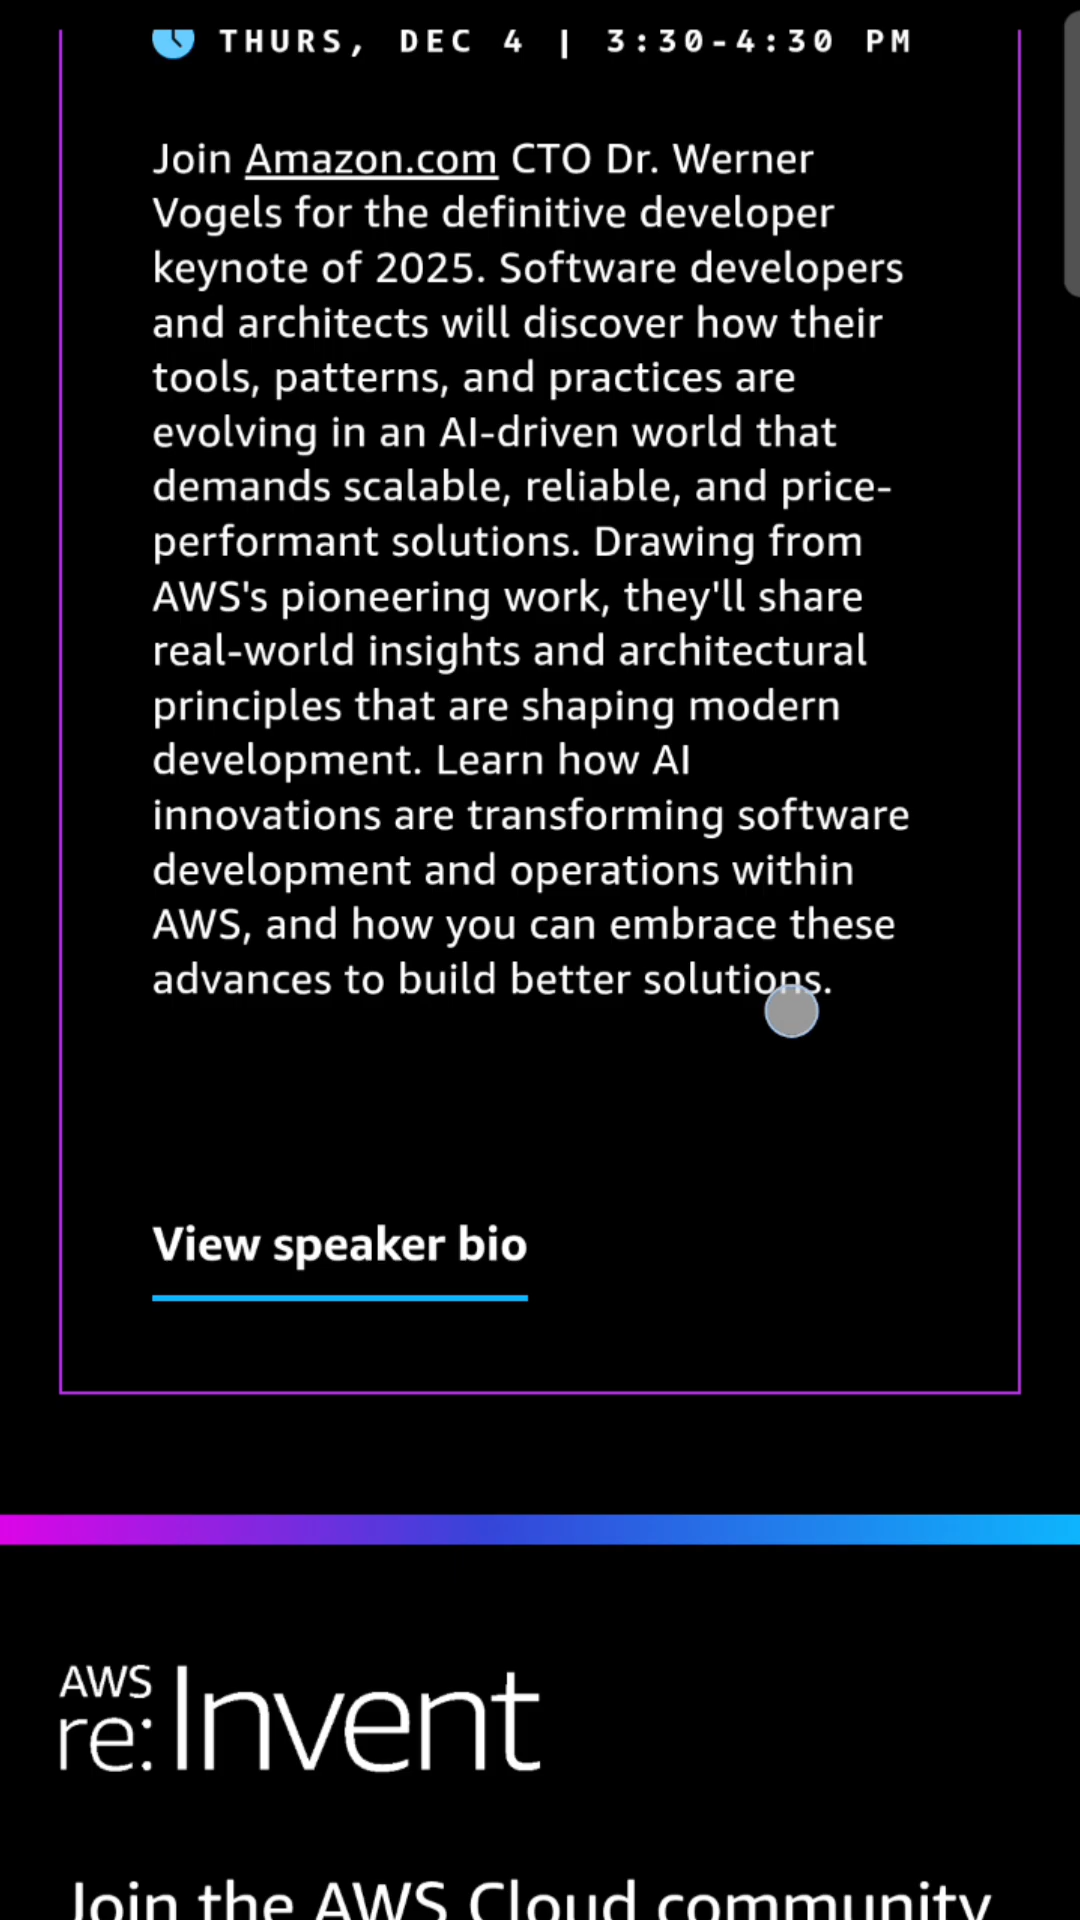 THURS, DEC 4 | 3:30-4:30 PM
Join Amazon.com CTO Dr. Werner
Vogels for the definitive developer
keynote of 2025. Software developers
and architects will discover how their
tools, patterns, and practices are
evolving in an AI-driven world that
demands scalable, reliable, and price-
performant solutions. Drawing from
AWS's pioneering work, they'll share
real-world insights and architectural
principles that are shaping modern
development. Learn how AI
innovations are transforming software
development and operations within
AWS, and how you can embrace these
advances to build better solutions.
View speaker bio
AWS
re:Invent
Join the AWS Cloud community